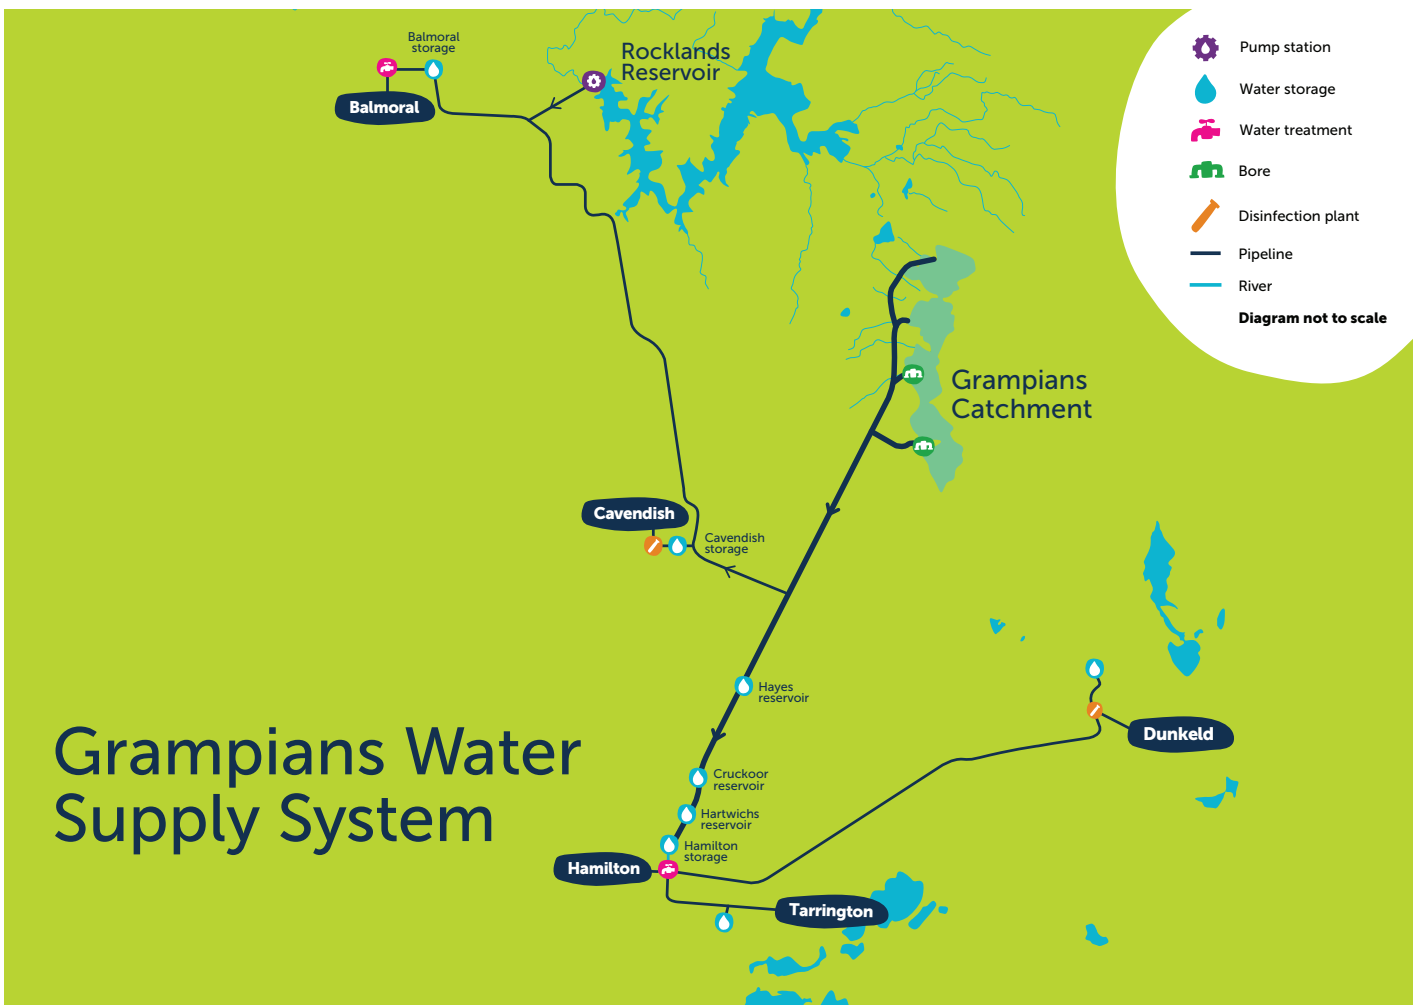 Balmoral
storage
Balmoral
Rocklands
Reservoir
Pump station
Water storage
Water treatment
Bore
Disinfection plant
Pipeline
River
Diagram not to scale
Grampians
Catchment
Cavendish
Cavendish
storage
Hayes
reservoir
Dunkeld
Grampians Water
Supply System
Cruckoor
reservoir
Hartwichs
reservoir
Hamilton
storage
Hamilton
Tarrington